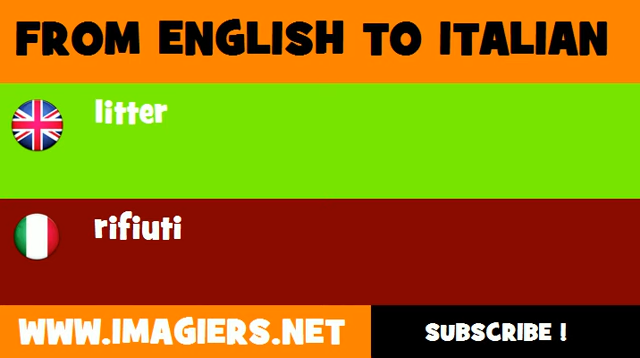 FROM ENGLISH TO ITALIAN
litter
rifiuti
WWW.IMAGIERS.NET
SUBSCRIBE !